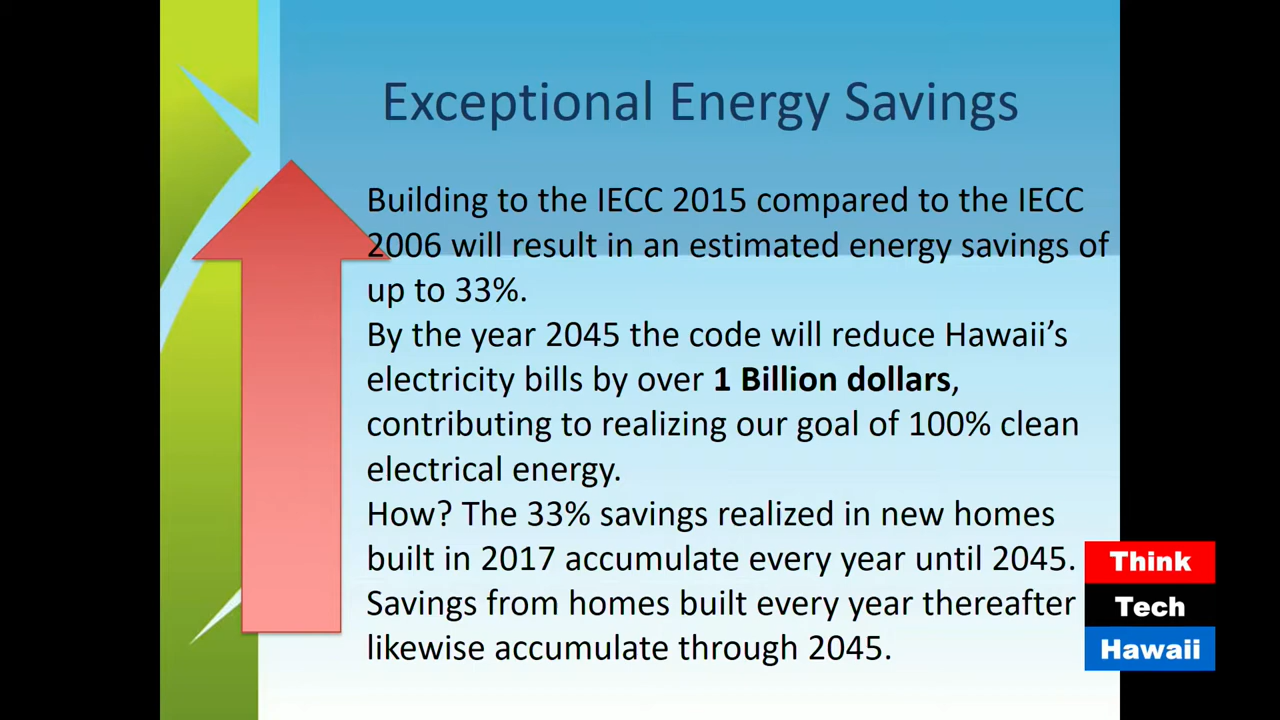 Exceptional Energy Savings
Building to the IECC 2015 compared to the IECC
2006 will result in an estimated energy savings of
up to 33%.
By the year 2045 the code will reduce Hawaii’s
electricity bills by over 1 Billion dollars,
contributing to realizing our goal of 100% clean
electrical energy.
How? The 33% savings realized in new homes
built in 2017 accumulate every year until 2045.
Savings from homes built every year thereafter
likewise accumulate through 2045.
Think
Tech
Hawaii